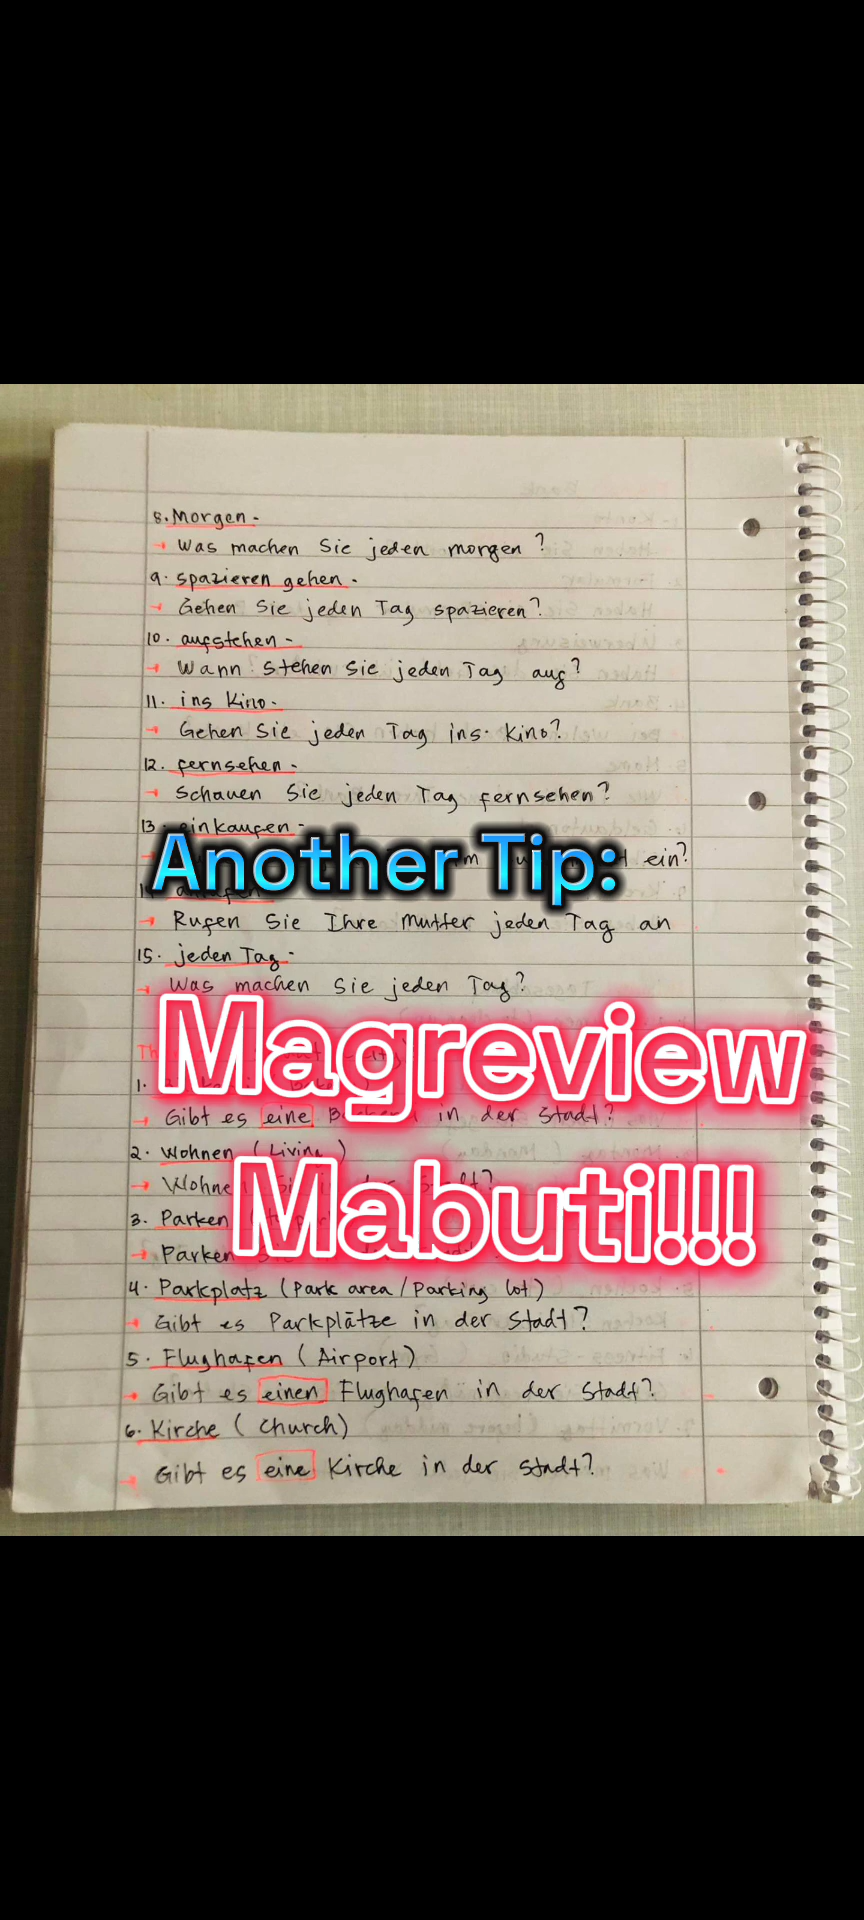 8. Morgen -
→ Was machen Sie jeden morgen?
9. spazieren gehen -
→ Gehen Sie jeden Tag spazieren?
10. aufstehen -
→ Wann stehen Sie jeden Tag auf?
11. ins Kino -
→ Gehen Sie jeden Tag ins Kino?
12. fernsehen -
→ Schauen Sie jeden Tag fernsehen?
13. einkaufen -
Another Tip:
ein?
→ Rufen Sie Ihre Mutter jeden Tag an
15. jeden Tag -
→ Was machen Sie jeden Tag?
Magreview
1.
→ Gibt es eine in der Stadt?
2. Wohnen (Living)
Mabuti!!!
→ Wohnen
3. Parken
→ Parken
4. Parkplatz (Park area / Parking lot)
→ Gibt es Parkplätze in der Stadt?
5. Flughafen (Airport)
→ Gibt es einen Flughafen in der Stadt?
6. Kirche (Church)
→ Gibt es eine Kirche in der Stadt?